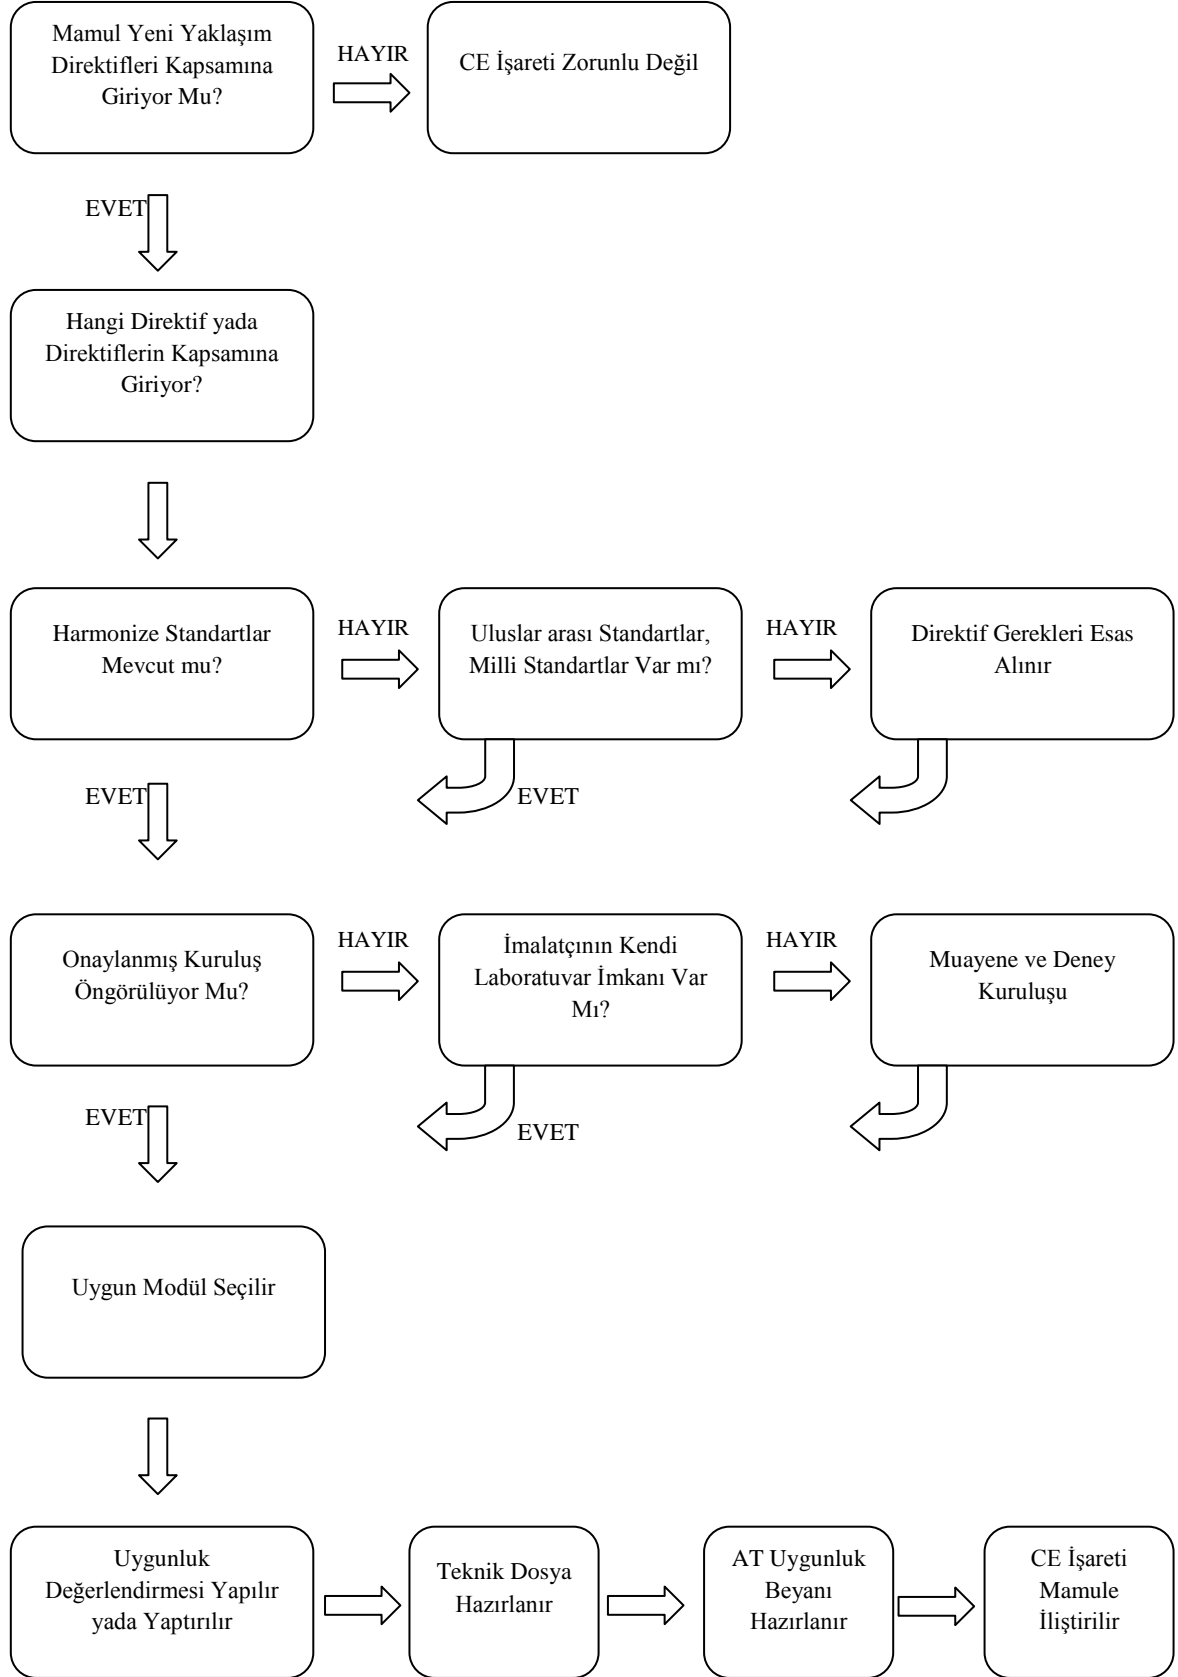 Mamul Yeni Yaklaşım
Direktifleri Kapsamına
Giriyor Mu?
HAYIR
CE İşareti Zorunlu Değil
EVET
Hangi Direktif yada
Direktiflerin Kapsamına
Giriyor?
Harmonize Standartlar
Mevcut mu?
HAYIR
Uluslar arası Standartlar,
Milli Standartlar Var mı?
HAYIR
Direktif Gerekleri Esas
Alınır
EVET
EVET
Onaylanmış Kuruluş
Öngörülüyor Mu?
HAYIR
İmalatçının Kendi
Laboratuvar İmkanı Var
Mı?
HAYIR
Muayene ve Deney
Kuruluşu
EVET
EVET
Uygun Modül Seçilir
Uygunluk
Değerlendirmesi Yapılır
yada Yaptırılır
Teknik Dosya
Hazırlanır
AT Uygunluk
Beyanı
Hazırlanır
CE İşareti
Mamule
İliştirilir